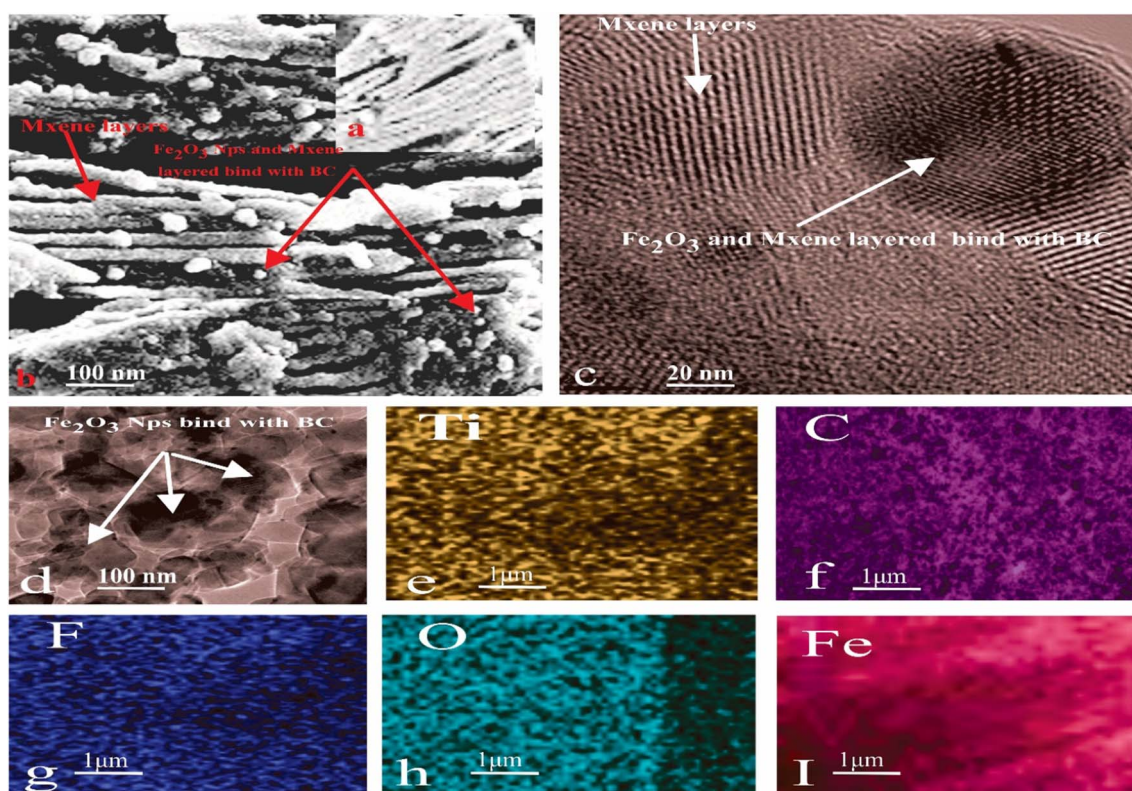 a
Mxene layers
Fe₂O₃ Nps and Mxene
layered bind with BC
b
100 nm
Mxene layers
Fe₂O₃ and Mxene layered bind with BC
c
20 nm
Fe₂O₃ Nps bind with BC
d
100 nm
Ti
e
1μm
C
f
1μm
F
g
1μm
O
h
1μm
Fe
I
1μm